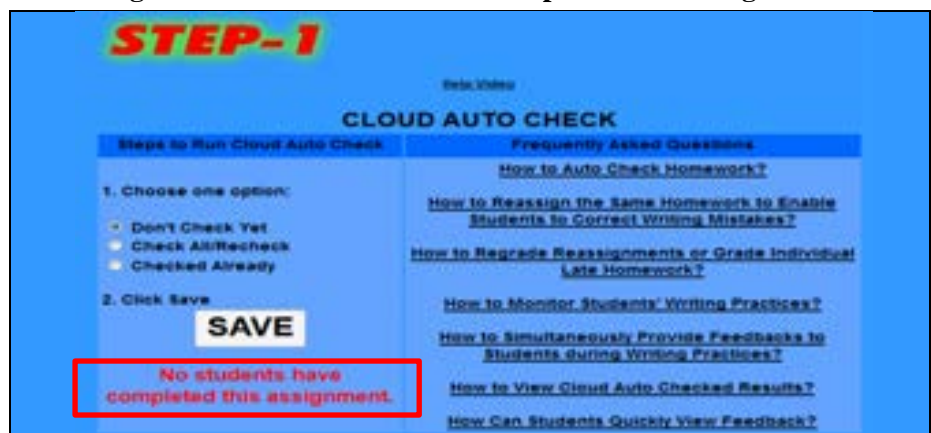 STEP-1
Help Video
CLOUD AUTO CHECK
Steps to Run Cloud Auto Check
1. Choose one option:
Don't Check Yet
Check All/Recheck
Checked Already
2. Click Save
SAVE
No students have
completed this assignment.
Frequently Asked Questions
How to Auto Check Homework?
How to Reassign the Same Homework to Enable
Students to Correct Writing Mistakes?
How to Regrade Reassignments or Grade Individual
Late Homework?
How to Monitor Students' Writing Practices?
How to Simultaneously Provide Feedbacks to
Students during Writing Practices?
How to View Cloud Auto Checked Results?
How Can Students Quickly View Feedback?